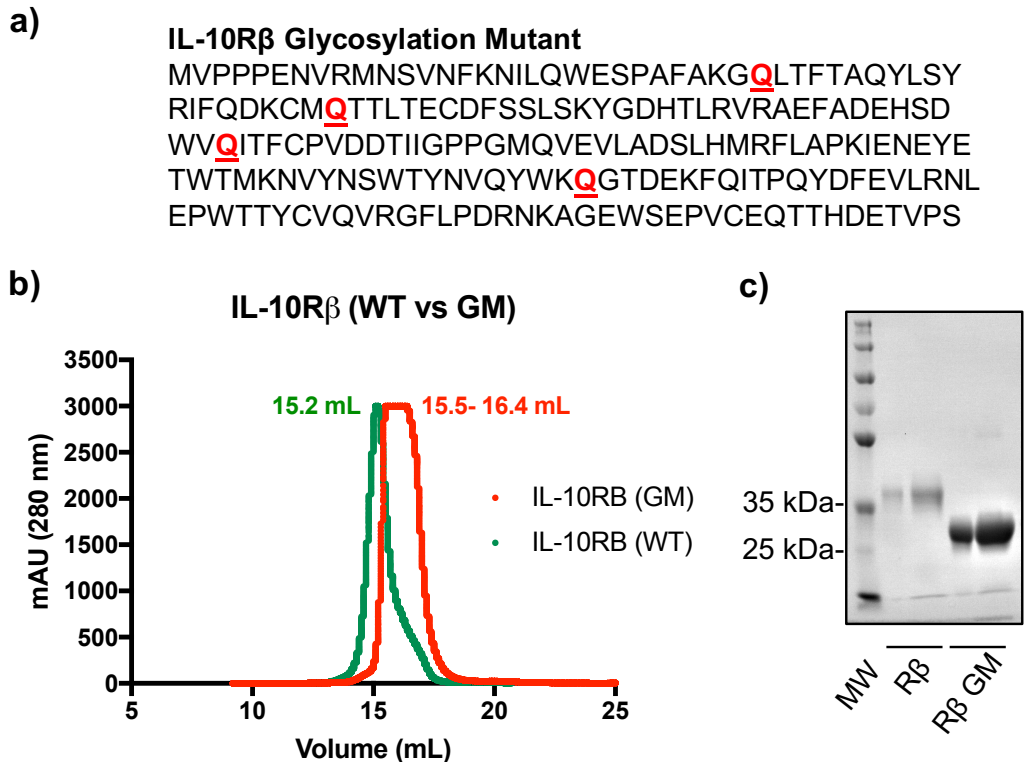 a)
IL-10Rβ Glycosylation Mutant
MVPPPENVRMNSVNFKNILQWESPAFAKGQLTFTAQYLSY
RIFQDKCMQTTLTECDFSSLSKYGDHTLRVRAEFADEHSD
WVQITFCPVDDTIIGPPGMQVEVLADSLHMRFLAPKIENEYE
TWTMKNVYNSWTYNVQYWKQGTDEKFQITPQYDFEVLRNL
EPWTTYCVQVRGFLPDRNKAGEWSEPVCEQTTHDETVPS
b)
IL-10Rβ (WT vs GM)
3500
3000
2500
2000
1500
1000
500
0
mAU (280 nm)
15.2 mL
15.5- 16.4 mL
IL-10RB (GM)
IL-10RB (WT)
5
10
15
20
25
Volume (mL)
c)
35 kDa-
25 kDa-
MW
Rβ
Rβ GM